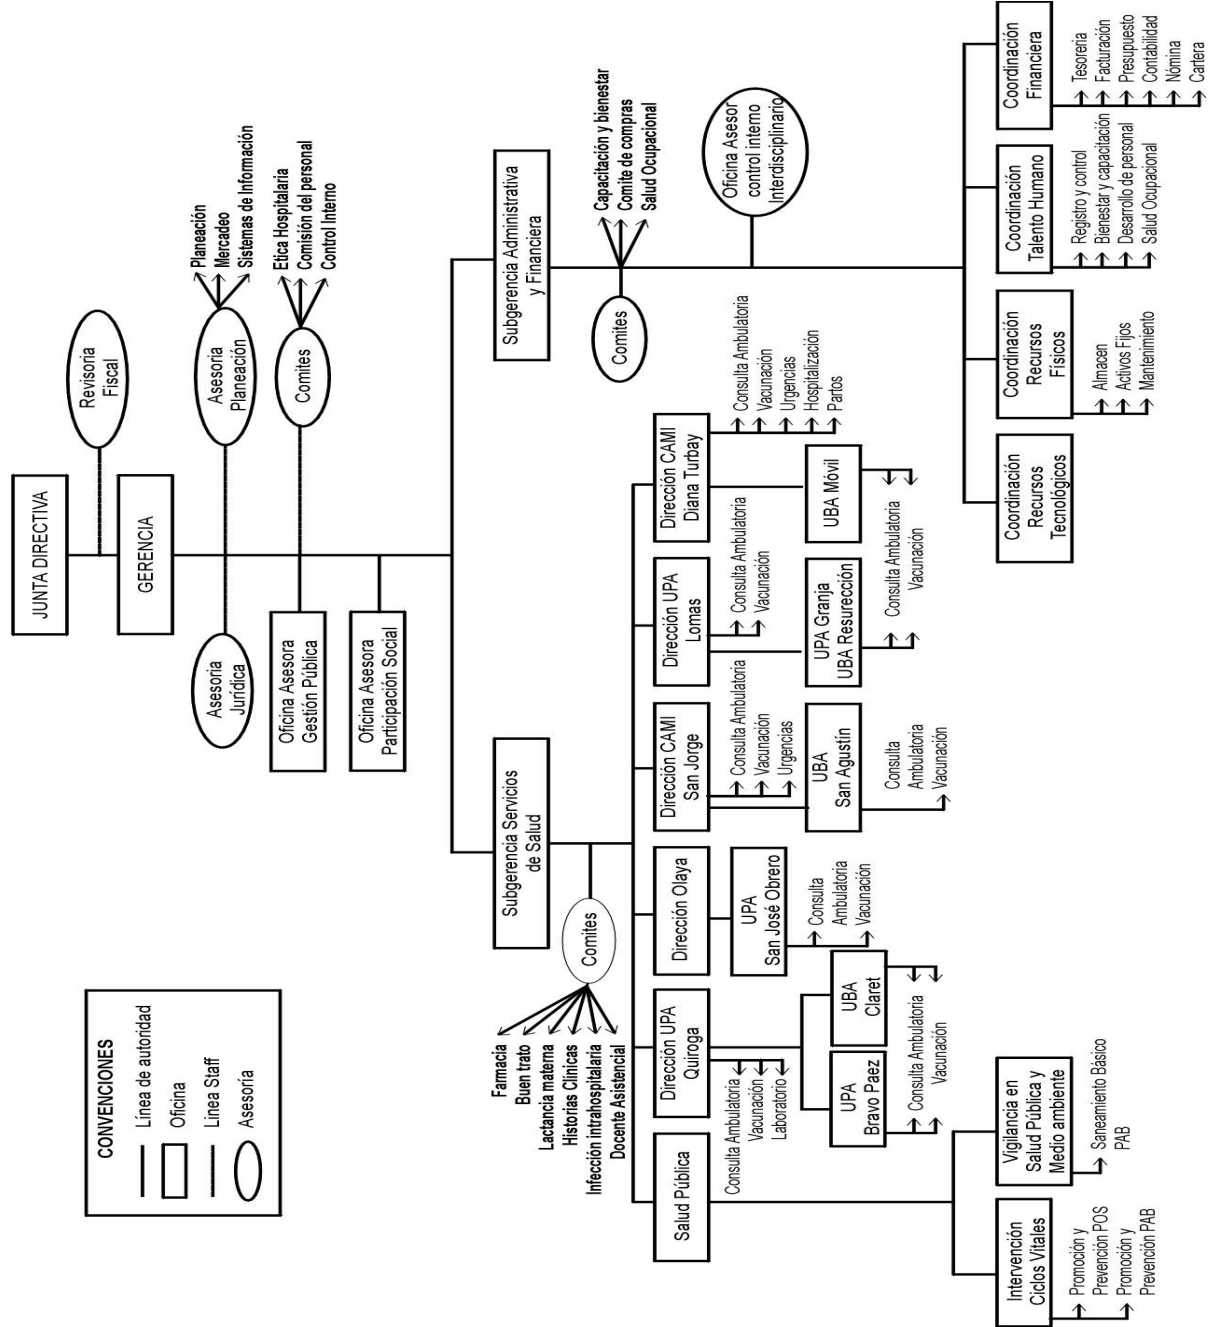 JUNTA DIRECTIVA
Revisoria
Fiscal
GERENCIA
Asesoria
Jurídica
Asesoria
Planeación
Planeación
Mercadeo
Sistemas de Información
Oficina Asesora
Gestión Pública
Comites
Etica Hospitalaria
Comisión del personal
Control Interno
Oficina Asesora
Participación Social
CONVENCIONES
Línea de autoridad
Oficina
Linea Staff
Asesoría
Subgerencia Servicios
de Salud
Subgerencia Administrativa
y Financiera
Comites
Farmacia
Buen trato
Lactancia materna
Historias Clinicas
Infección intrahospitalaria
Docente Asistencial
Comites
Capacitación y bienestar
Comite de compras
Salud Ocupacional
Oficina Asesor
control interno
Interdisciplinario
Salud Pública
Dirección UPA
Quiroga
Consulta Ambulatoria
Vacunación
Laboratorio
Dirección Olaya
Dirección CAMI
San Jorge
Consulta Ambulatoria
Vacunación
Urgencias
Dirección UPA
Lomas
Consulta Ambulatoria
Vacunación
Dirección CAMI
Diana Turbay
Consulta Ambulatoria
Vacunación
Urgencias
Hospitalización
Partos
UPA
Bravo Paez
UBA
Claret
Consulta Ambulatoria
Vacunación
UPA
San José Obrero
Consulta
Ambulatoria
Vacunación
UBA
San Agustín
Consulta
Ambulatoria
Vacunación
UPA Granja
UBA Resurección
UBA Móvil
Consulta Ambulatoria
Vacunación
Intervención
Ciclos Vitales
Promoción y
Prevención POS
Promoción y
Prevención PAB
Vigilancia en
Salud Pública y
Medio ambiente
Saneamiento Básico
PAB
Coordinación
Recursos
Tecnológicos
Coordinación
Recursos
Físicos
Almacen
Activos Fijos
Mantenimiento
Coordinación
Talento Humano
Registro y control
Bienestar y capacitación
Desarrollo de personal
Salud Ocupacional
Coordinación
Financiera
Tesoreria
Facturación
Presupuesto
Contabilidad
Nómina
Cartera